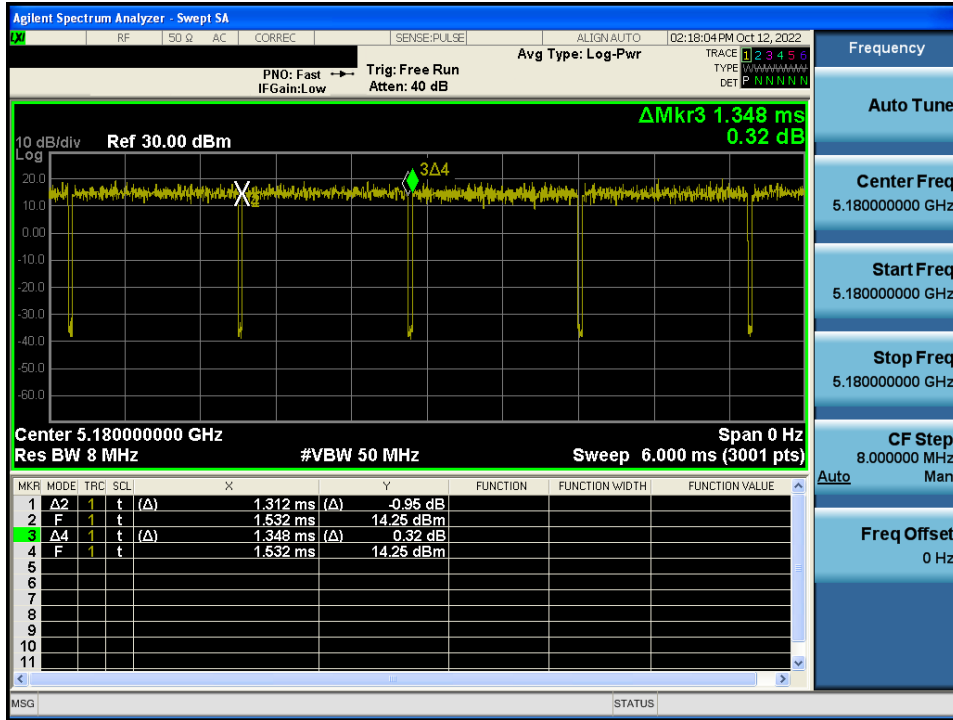 Agilent Spectrum Analyzer - Swept SA
LXI RF 50 Ω AC CORREC SENSE:PULSE ALIGN AUTO 02:18:04 PM Oct 12, 2022
Frequency
Avg Type: Log-Pwr TRACE 1 2 3 4 5 6
PNO: Fast Trig: Free Run TYPE WWWWWW
IFGain:Low Atten: 40 dB DET P N N N N N
Auto Tune
ΔMkr3 1.348 ms
0.32 dB
10 dB/div Ref 30.00 dBm
Log
3Δ4
20.0
10.0
0.00
-10.0
-20.0
-30.0
-40.0
-50.0
-60.0
Center Freq
5.180000000 GHz
Start Freq
5.180000000 GHz
Stop Freq
5.180000000 GHz
Center 5.180000000 GHz Span 0 Hz
Res BW 8 MHz #VBW 50 MHz Sweep 6.000 ms (3001 pts)
CF Step
8.000000 MHz
Auto Man
MKR MODE TRC SCL X Y FUNCTION FUNCTION WIDTH FUNCTION VALUE
1 Δ2 1 t (Δ) 1.312 ms (Δ) -0.95 dB
2 F 1 t 1.532 ms 14.25 dBm
3 Δ4 1 t (Δ) 1.348 ms (Δ) 0.32 dB
4 F 1 t 1.532 ms 14.25 dBm
5
6
7
8
9
10
11
Freq Offset
0 Hz
MSG STATUS